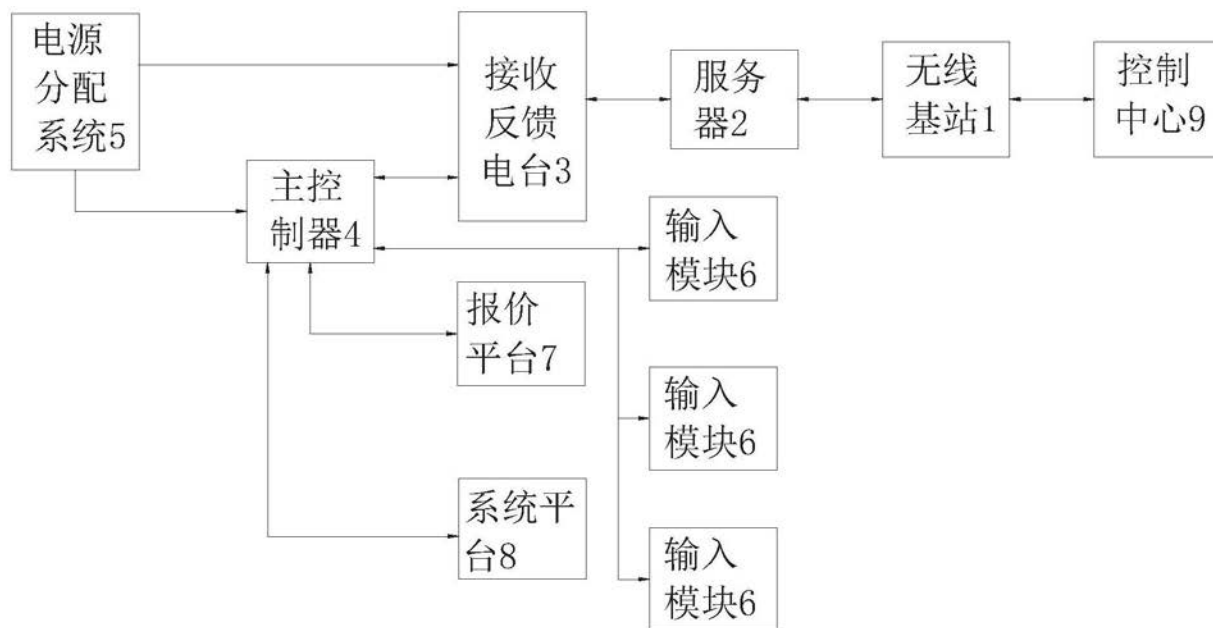 电源
分配
系统5
接收
反馈
电台3
服务
器2
无线
基站1
控制
中心9
主控
制器4
输入
模块6
报价
平台7
输入
模块6
系统平
台8
输入
模块6